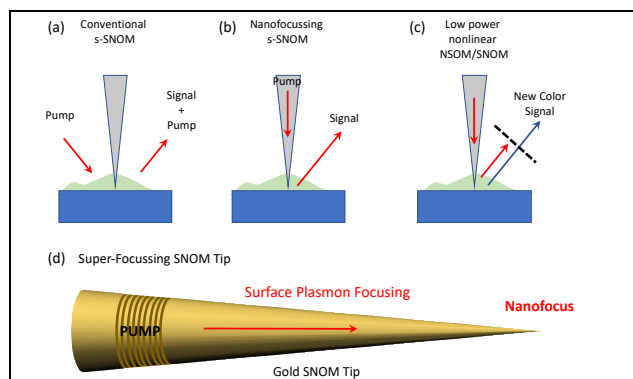 (a)
Conventional
s-SNOM
(b)
Nanofocussing
s-SNOM
(c)
Low power
nonlinear
NSOM/SNOM
Pump
Signal
+
Pump
Pump
Signal
New Color
Signal
(d) Super-Focussing SNOM Tip
Surface Plasmon Focusing
Nanofocus
PUMP
Gold SNOM Tip